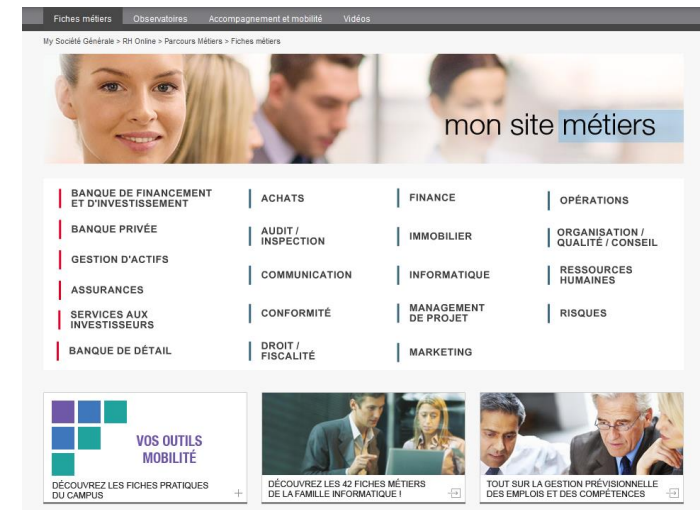 Fiches métiers Observatoires Accompagnement et mobilité Vidéos
My Société Générale > RH Online > Parcours Métiers > Fiches métiers
mon site métiers
BANQUE DE FINANCEMENT
ET D'INVESTISSEMENT
BANQUE PRIVÉE
GESTION D'ACTIFS
ASSURANCES
SERVICES AUX
INVESTISSEURS
BANQUE DE DÉTAIL
ACHATS
AUDIT /
INSPECTION
COMMUNICATION
CONFORMITÉ
DROIT /
FISCALITÉ
FINANCE
IMMOBILIER
INFORMATIQUE
MANAGEMENT
DE PROJET
MARKETING
OPÉRATIONS
ORGANISATION /
QUALITÉ / CONSEIL
RESSOURCES
HUMAINES
RISQUES
VOS OUTILS
MOBILITÉ
DÉCOUVREZ LES FICHES PRATIQUES
DU CAMPUS
DÉCOUVREZ LES 42 FICHES MÉTIERS
DE LA FAMILLE INFORMATIQUE !
TOUT SUR LA GESTION PRÉVISIONNELLE
DES EMPLOIS ET DES COMPÉTENCES